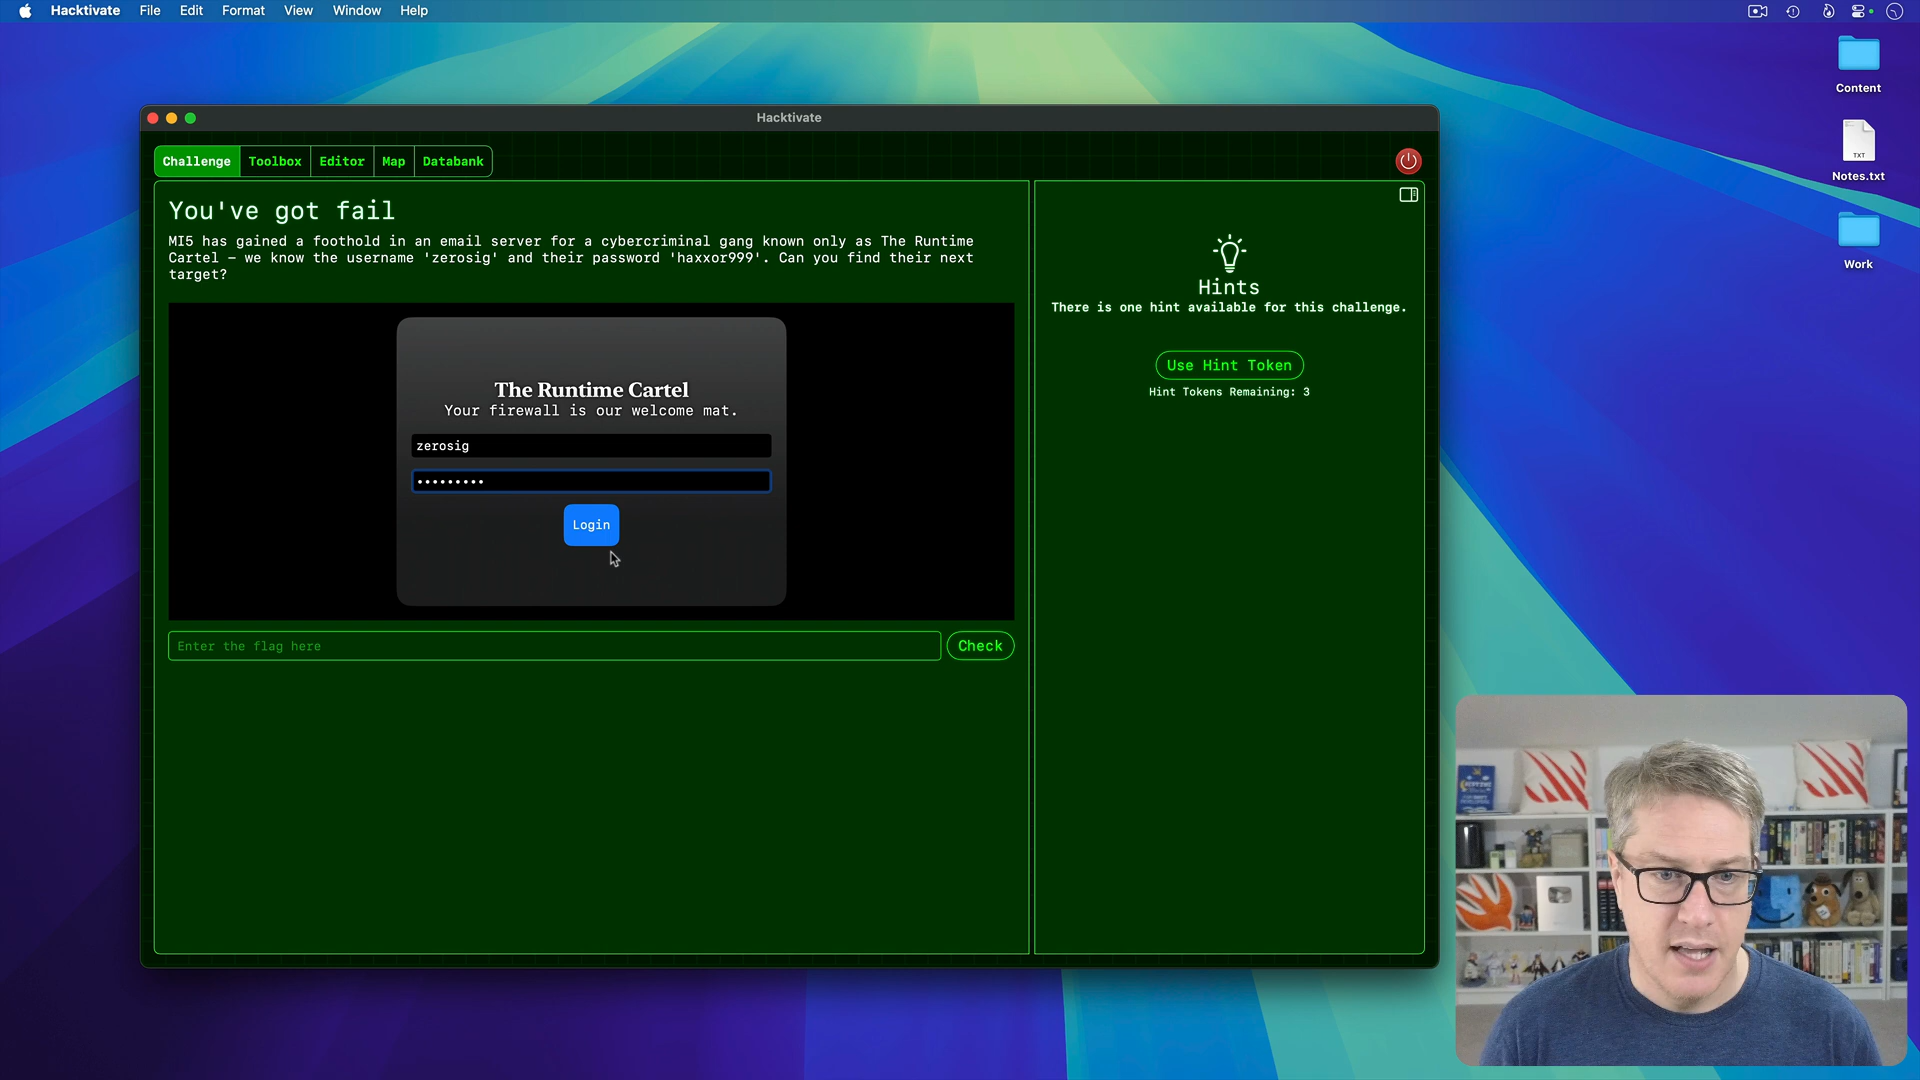 Hacktivate File Edit Format View Window Help
Content
TXT
Notes.txt
Work
Hacktivate
Challenge Toolbox Editor Map Databank
You've got fail
MI5 has gained a foothold in an email server for a cybercriminal gang known only as The Runtime
Cartel – we know the username 'zerosig' and their password 'haxxor999'. Can you find their next
target?
The Runtime Cartel
Your firewall is our welcome mat.
zerosig
•••••••••
Login
Enter the flag here
Check
Hints
There is one hint available for this challenge.
Use Hint Token
Hint Tokens Remaining: 3